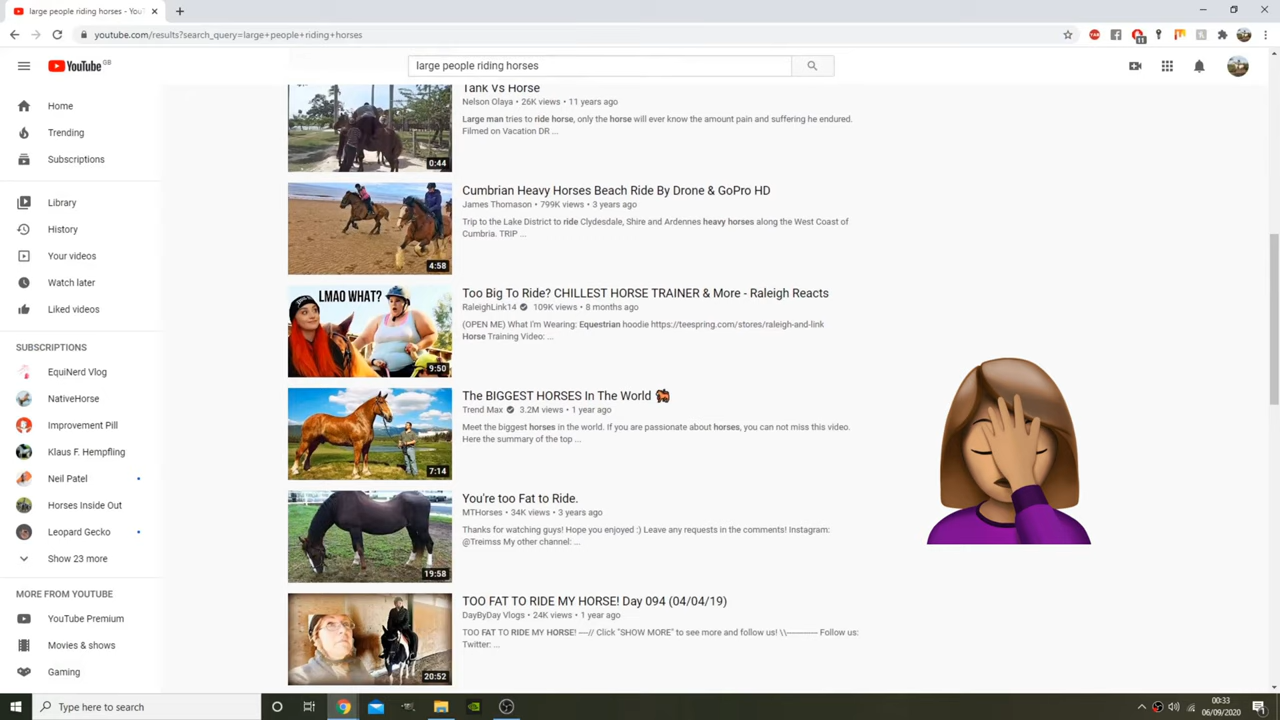 large people riding horses - YouT
youtube.com/results?search_query=large+people+riding+horses
11
YouTube GB
large people riding horses
Home
Trending
Subscriptions
Library
History
Your videos
Watch later
Liked videos
SUBSCRIPTIONS
EquiNerd Vlog
NativeHorse
Improvement Pill
Klaus F. Hempfling
Neil Patel
Horses Inside Out
Leopard Gecko
Show 23 more
MORE FROM YOUTUBE
YouTube Premium
Movies & shows
Gaming
Tank Vs Horse
Nelson Olaya • 26K views • 11 years ago
Large man tries to ride horse, only the horse will ever know the amount pain and suffering he endured.
Filmed on Vacation DR ...
0:44
Cumbrian Heavy Horses Beach Ride By Drone & GoPro HD
James Thomason • 799K views • 3 years ago
Trip to the Lake District to ride Clydesdale, Shire and Ardennes heavy horses along the West Coast of
Cumbria. TRIP ...
4:58
LMAO WHAT?
Too Big To Ride? CHILLEST HORSE TRAINER & More - Raleigh Reacts
RaleighLink14 109K views • 8 months ago
(OPEN ME) What I'm Wearing: Equestrian hoodie https://teespring.com/stores/raleigh-and-link
Horse Training Video: ...
9:50
The BIGGEST HORSES In The World
Trend Max 3.2M views • 1 year ago
Meet the biggest horses in the world. If you are passionate about horses, you can not miss this video.
Here the summary of the top ...
7:14
You're too Fat to Ride.
MTHorses • 34K views • 3 years ago
Thanks for watching guys! Hope you enjoyed :) Leave any requests in the comments! Instagram:
@Treimss My other channel: ...
19:58
TOO FAT TO RIDE MY HORSE! Day 094 (04/04/19)
DayByDay Vlogs • 24K views • 1 year ago
TOO FAT TO RIDE MY HORSE! ----// Click "SHOW MORE" to see more and follow us! \\------------- Follow us:
Twitter: ...
20:52
Type here to search
00:33
06/09/2020
1